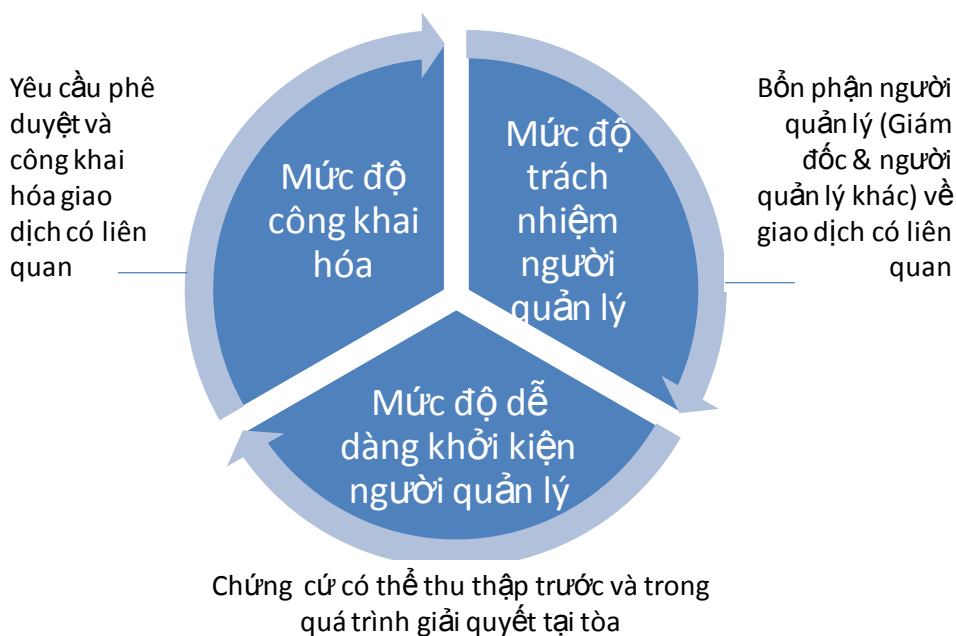 Yêu cầu phê
duyệt và
công khai
hóa giao
dịch có liên
quan
Mức độ
công khai
hóa
Mức độ
trách
nhiệm
người
quản lý
Bổn phận người
quản lý (Giám
đốc & người
quản lý khác) về
giao dịch có liên
quan
Mức độ dễ
dàng khởi kiện
người quản lý
Chứng cứ có thể thu thập trước và trong
quá trình giải quyết tại tòa